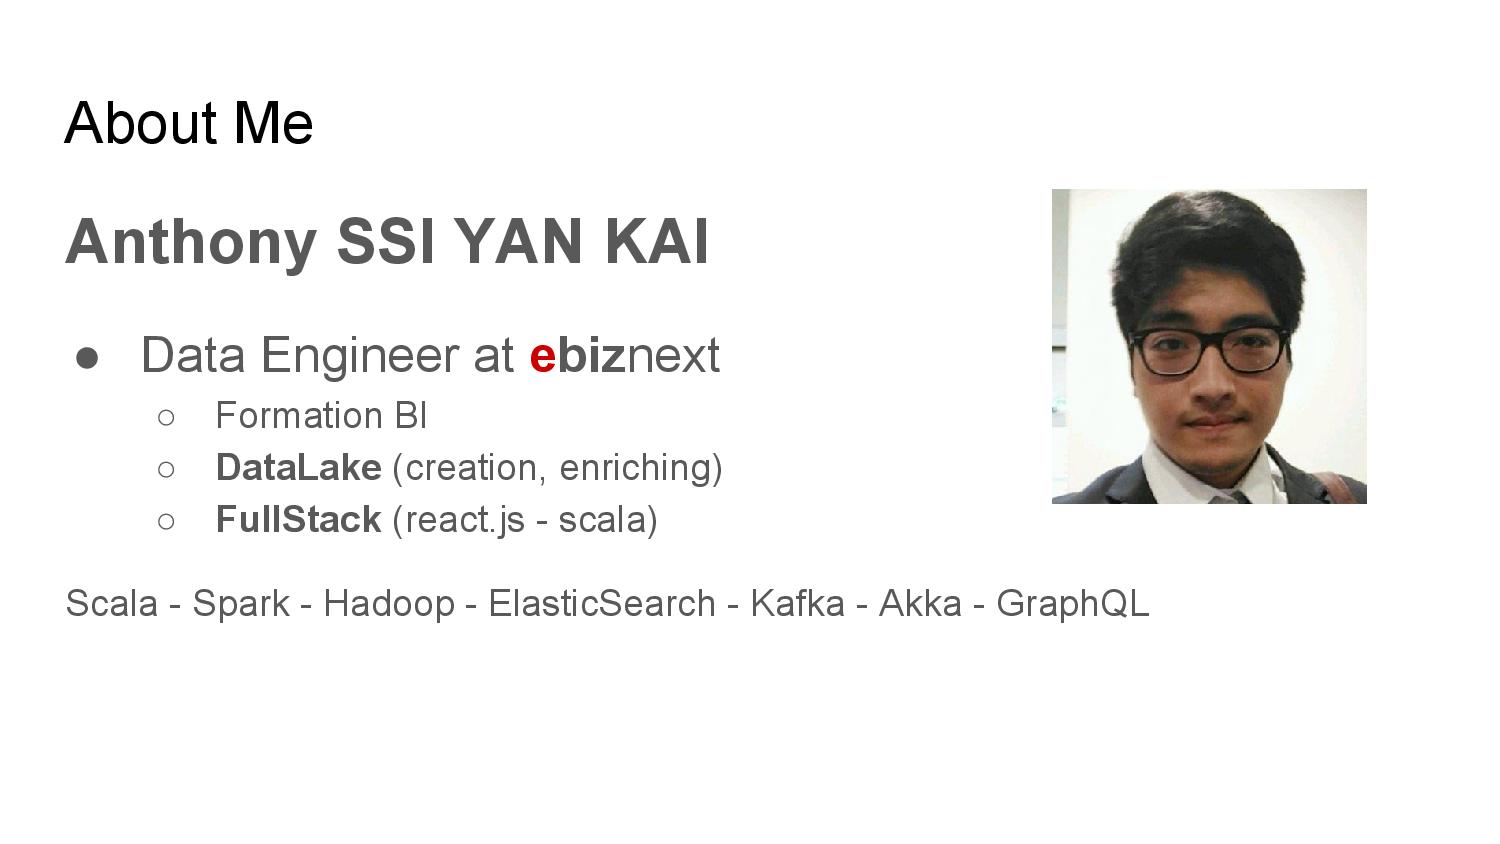 About Me
Anthony SSI YAN KAI
● Data Engineer at ebiznext
○ Formation BI
○ DataLake (creation, enriching)
○ FullStack (react.js - scala)
Scala - Spark - Hadoop - ElasticSearch - Kafka - Akka - GraphQL